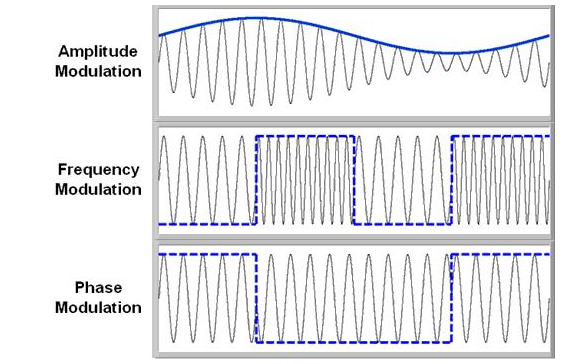 Amplitude
Modulation
Frequency
Modulation
Phase
Modulation